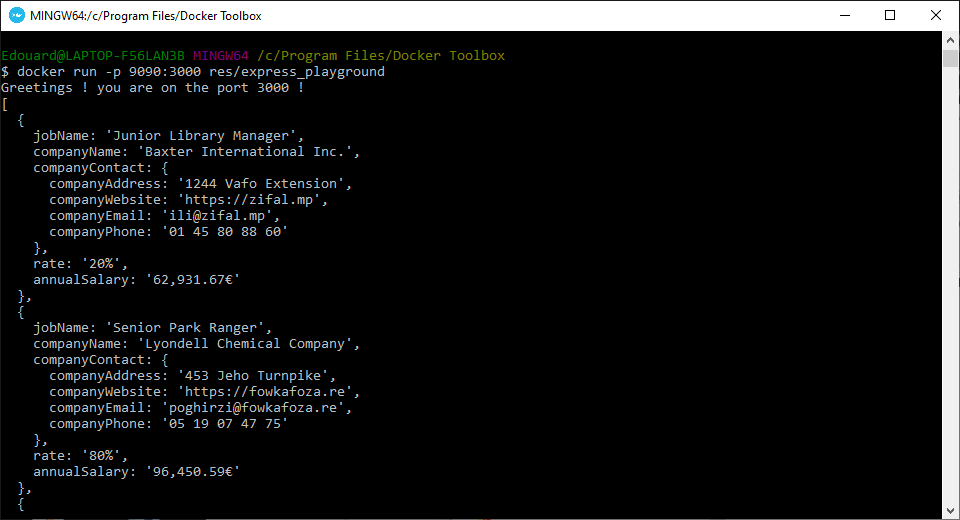 MINGW64:/c/Program Files/Docker Toolbox
Edouard@LAPTOP-F56LAN3B MINGW64 /c/Program Files/Docker Toolbox
$ docker run -p 9090:3000 res/express_playground
Greetings ! you are on the port 3000 !
[
  {
    jobName: 'Junior Library Manager',
    companyName: 'Baxter International Inc.',
    companyContact: {
      companyAddress: '1244 Vafo Extension',
      companyWebsite: 'https://zifal.mp',
      companyEmail: 'ili@zifal.mp',
      companyPhone: '01 45 80 88 60'
    },
    rate: '20%',
    annualSalary: '62,931.67€'
  },
  {
    jobName: 'Senior Park Ranger',
    companyName: 'Lyondell Chemical Company',
    companyContact: {
      companyAddress: '453 Jeho Turnpike',
      companyWebsite: 'https://fowkafoza.re',
      companyEmail: 'poghirzi@fowkafoza.re',
      companyPhone: '05 19 07 47 75'
    },
    rate: '80%',
    annualSalary: '96,450.59€'
  },
  {